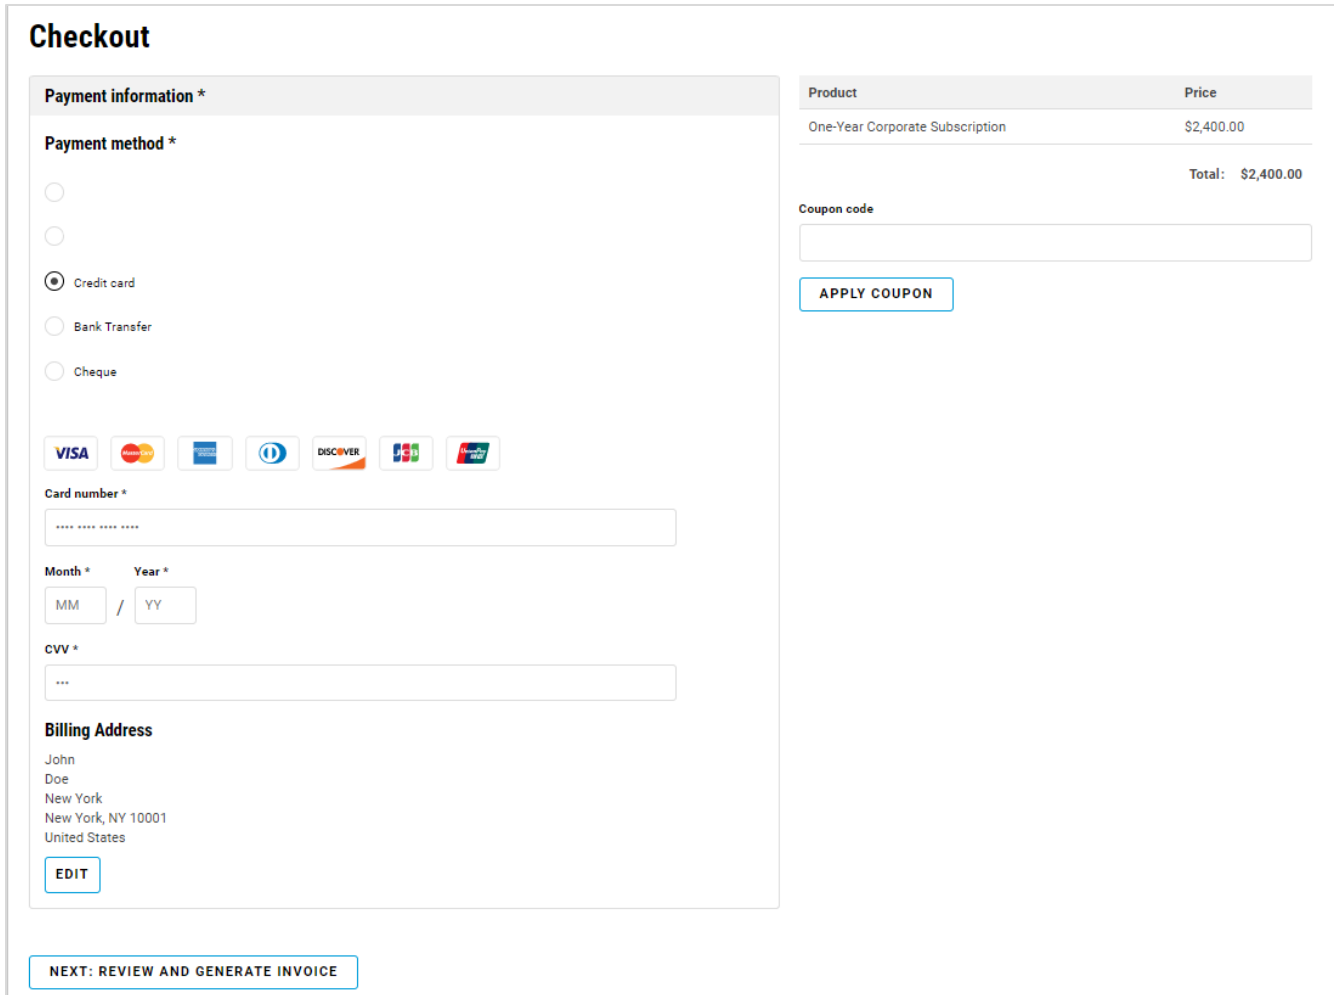 Checkout
Payment information *
Payment method *
Credit card
Bank Transfer
Cheque
VISA
MasterCard
DISCOVER
JCB
UnionPay
Card number *
•••• •••• •••• ••••
Month * Year *
MM / YY
CVV *
•••
Billing Address
John
Doe
New York
New York, NY 10001
United States
EDIT
NEXT: REVIEW AND GENERATE INVOICE
Product Price
One-Year Corporate Subscription $2,400.00
Total: $2,400.00
Coupon code
APPLY COUPON